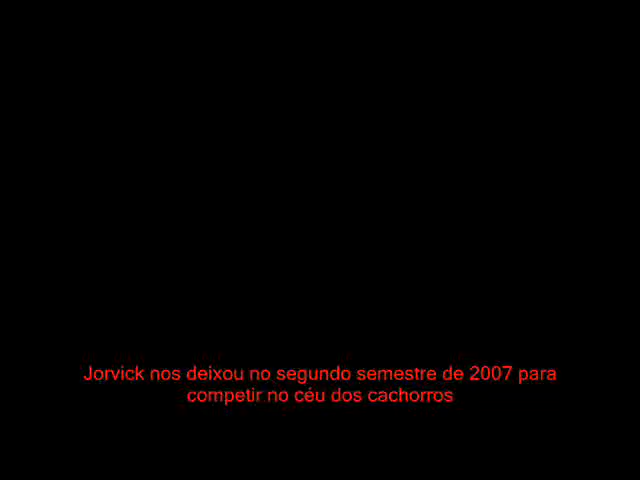 Jorvick nos deixou no segundo semestre de 2007 para
competir no céu dos cachorros